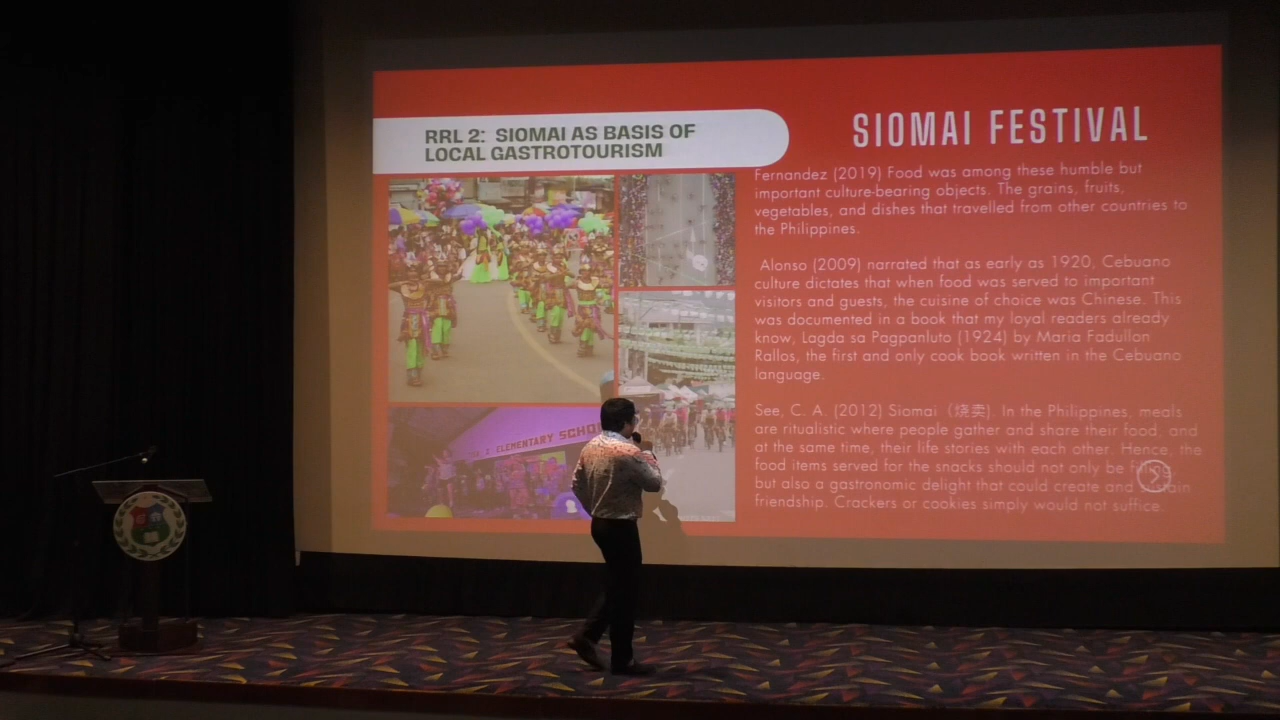 RRL 2: SIOMAI AS BASIS OF
LOCAL GASTROTOURISM
SIOMAI FESTIVAL
Fernandez (2019) Food was among these humble but
important culture-bearing objects. The grains, fruits,
vegetables, and dishes that travelled from other countries to
the Philippines.
Alonso (2009) narrated that as early as 1920, Cebuano
culture dictates that when food was served to important
visitors and guests, the cuisine of choice was Chinese. This
was documented in a book that my loyal readers already
know, Lagda sa Pagpanluto (1924) by Maria Fadullon
Rallos, the first and only cook book written in the Cebuano
language.
See, C. A. (2012) Siomai (烧卖). In the Philippines, meals
are ritualistic where people gather and share their food, and
at the same time, their life stories with each other. Hence, the
food items served for the snacks should not only be filling
but also a gastronomic delight that could create and sustain
friendship. Crackers or cookies simply would not suffice.
ELEMENTARY SCHOOL